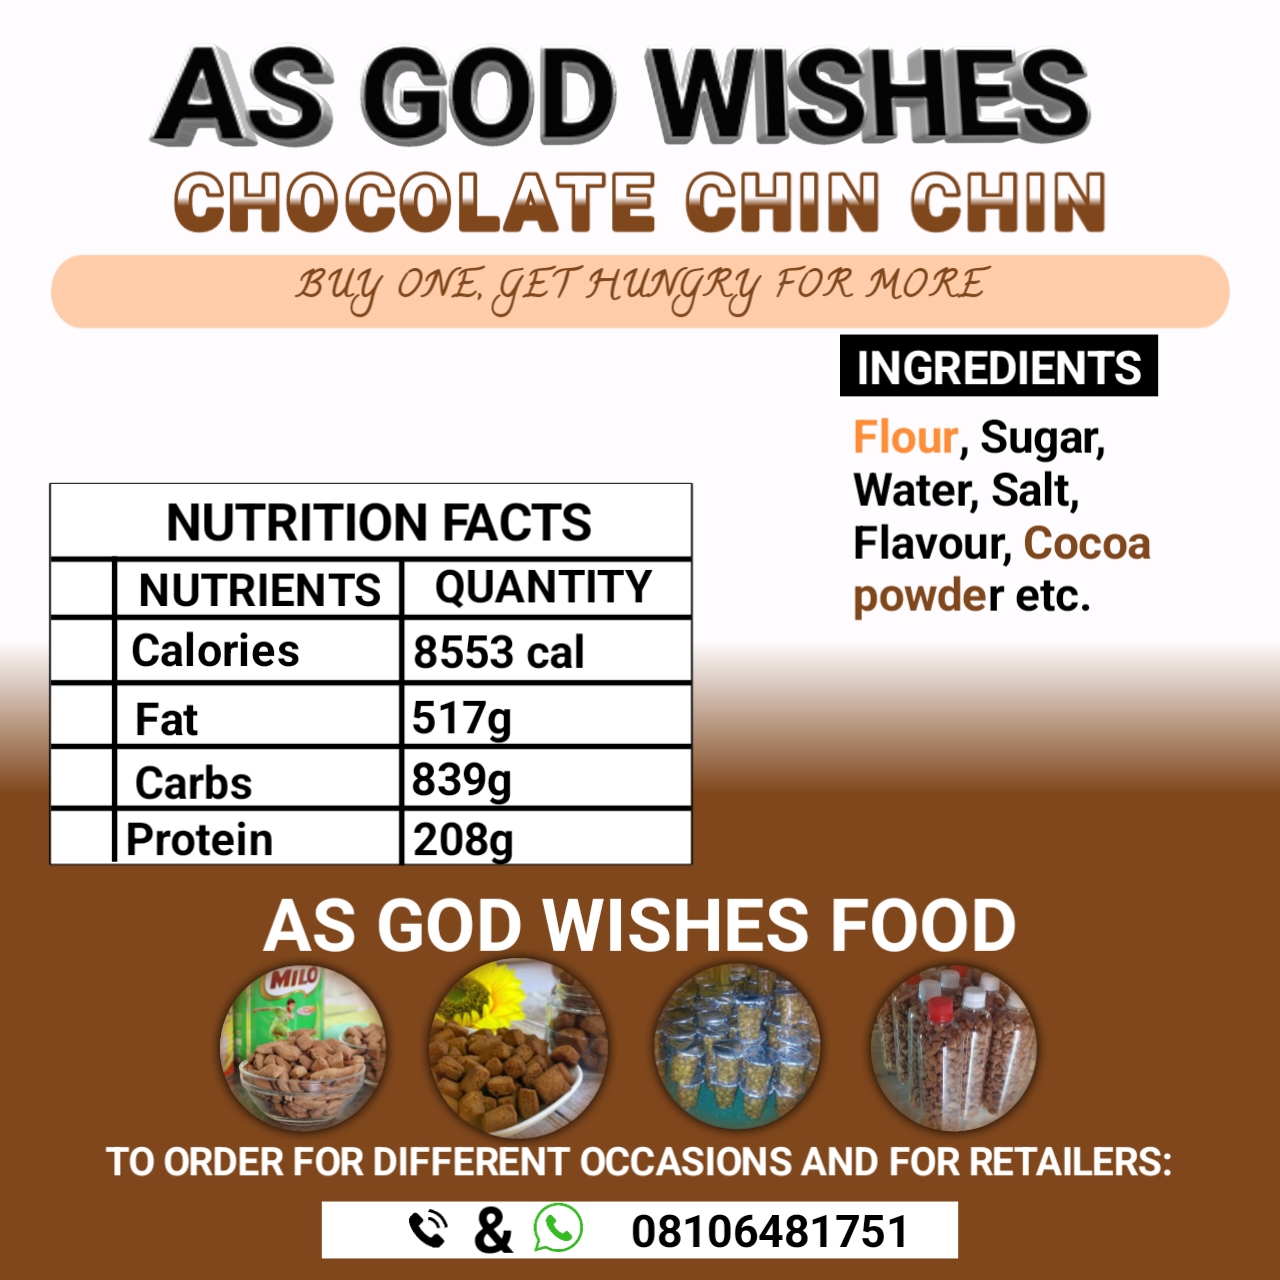 AS GOD WISHES
CHOCOLATE CHIN CHIN
BUY ONE, GET HUNGRY FOR MORE
INGREDIENTS
Flour, Sugar,
Water, Salt,
Flavour, Cocoa
powder etc.
NUTRITION FACTS
NUTRIENTS QUANTITY
Calories 8553 cal
Fat 517g
Carbs 839g
Protein 208g
AS GOD WISHES FOOD
MILO
TO ORDER FOR DIFFERENT OCCASIONS AND FOR RETAILERS:
& 08106481751